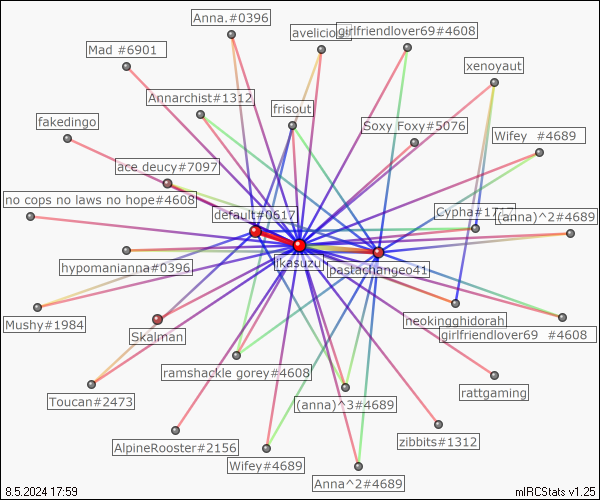 Anna.#0396
avelicious
girlfriendlover69#4608
Mad #6901
xenoyaut
Annarchist#1312
frisout
fakedingo
Soxy Foxy#5076
Wifey #4689
ace deucy#7097
no cops no laws no hope#4608
default#0617
Cypha#1717
(anna)^2#4689
hypomanianna#0396
ikasuzu
pastachangeo41
Mushy#1984
neokingghidorah
Skalman
girlfriendlover69 #4608
ramshackle gorey#4608
rattgaming
Toucan#2473
(anna)^3#4689
AlpineRooster#2156
zibbits#1312
Wifey#4689
Anna^2#4689
8.5.2024 17:59
mIRCStats v1.25